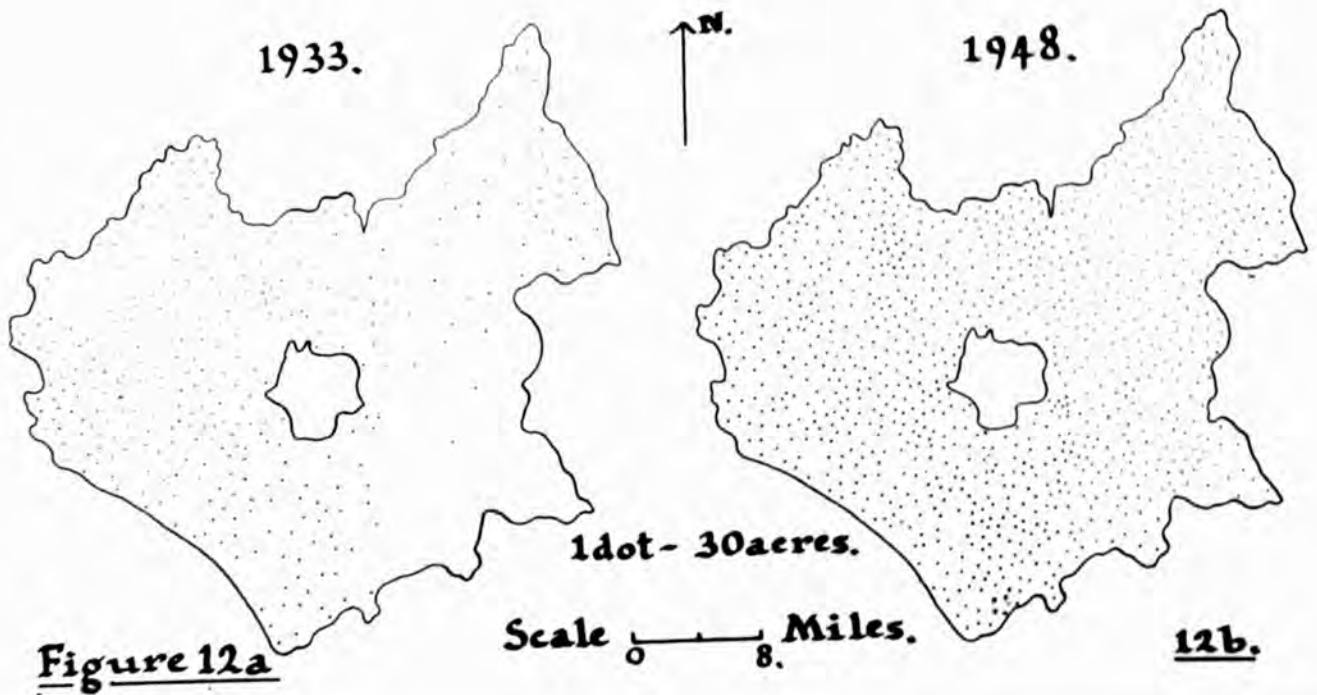 1933.
N.
1948.
1dot - 30acres.
Scale Miles.
0 8.
Figure 12a
12b.